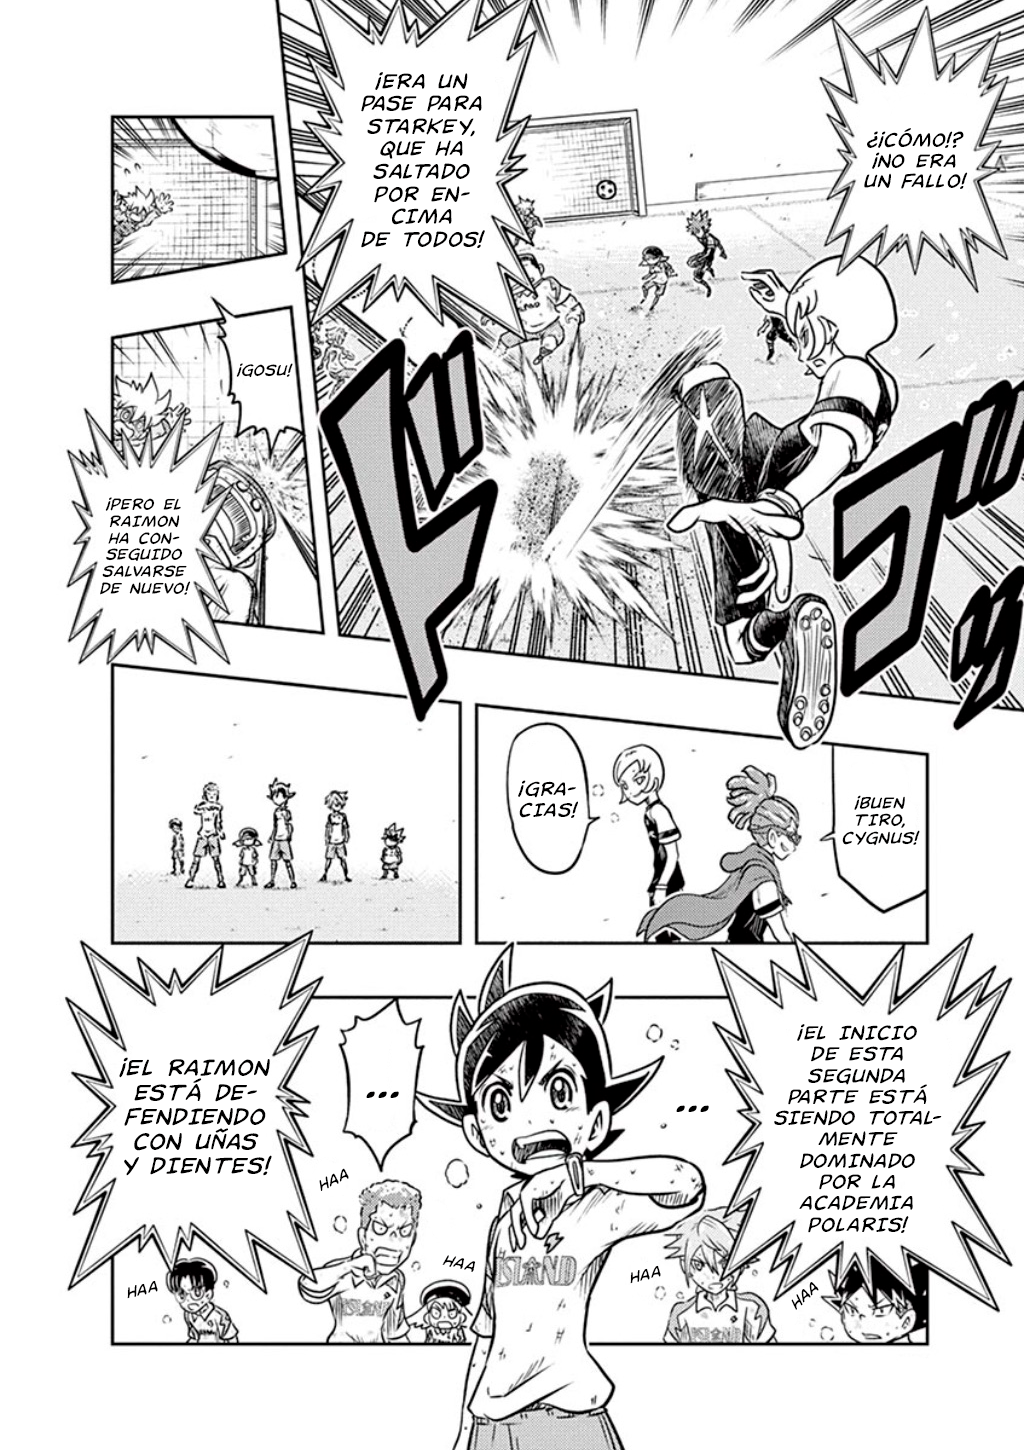 ¿¡CÓMO!?
¡NO ERA
UN FALLO!
¡ERA UN
PASE PARA
STARKEY,
QUE HA
SALTADO
POR EN-
CIMA
DE TODOS!
¡GOSU!
¡PERO EL
RAIMON
HA CON-
SEGUIDO
SALVARSE
DE NUEVO!
ドゴッ
¡GRA-
CIAS!
¡BUEN
TIRO,
CYGNUS!
¡EL RAIMON
ESTÁ DE-
FENDIENDO
CON UÑAS
Y DIENTES!
...
...
¡EL INICIO
DE ESTA
SEGUNDA
PARTE ESTÁ
SIENDO TOTAL-
MENTE
DOMINADO
POR LA
ACADEMIA
POLARIS!
HAA
HAA
HAA
HAA
HAA
ISLAND
ISLAND
ISLAND